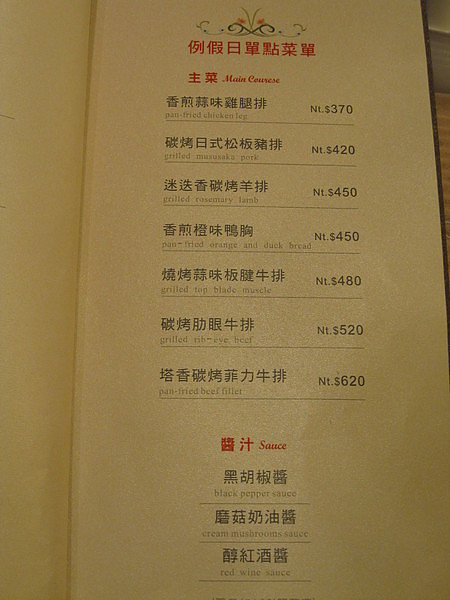 例假日單點菜單
主菜 Main Courese
香煎蒜味雞腿排 Nt.$370
pan-fried chicken leg
碳烤日式松板豬排 Nt.$420
grilled mususaka pork
迷迭香碳烤羊排 Nt.$450
grilled rosemary lamb
香煎橙味鴨胸 Nt.$450
pan-fried orange and duck bread
燒烤蒜味板腱牛排 Nt.$480
grilled top blade muscle
碳烤肋眼牛排 Nt.$520
grilled rib-eye beef
塔香碳烤菲力牛排 Nt.$620
pan-fried beef fillet
醬汁 Sauce
黑胡椒醬
black pepper sauce
磨菇奶油醬
cream mushrooms sauce
醇紅酒醬
red wine sauce